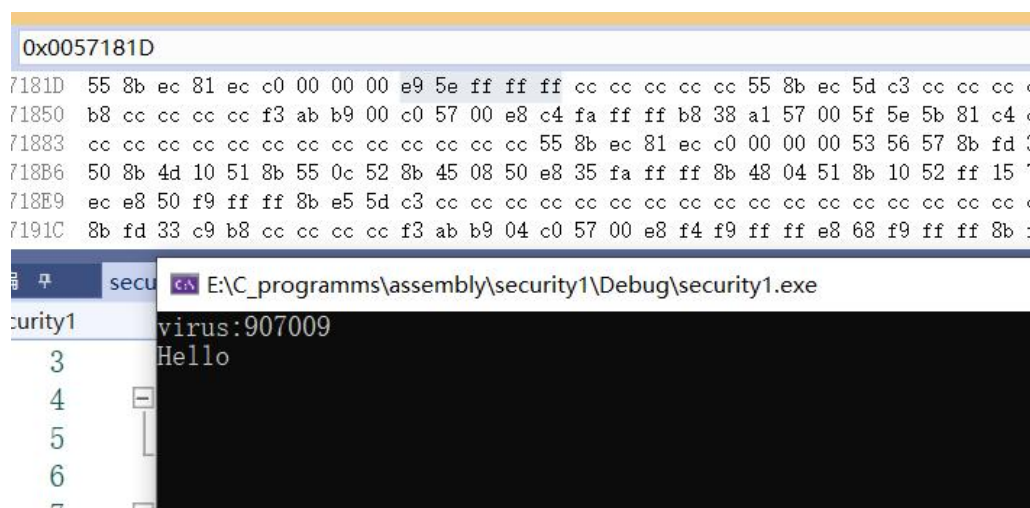 0x0057181D
7181D 55 8b ec 81 ec c0 00 00 00 e9 5e ff ff ff cc cc cc cc cc cc 55 8b ec 5d c3 cc cc cc cc
71850 b8 cc cc cc cc f3 ab b9 00 c0 57 00 e8 c4 fa ff ff b8 38 a1 57 00 5f 5e 5b 81 c4
71883 cc cc cc cc cc cc cc cc cc cc cc cc cc 55 8b ec 81 ec c0 00 00 00 53 56 57 8b fd
718B6 50 8b 4d 10 51 8b 55 0c 52 8b 45 08 50 e8 35 fa ff ff 8b 48 04 51 8b 10 52 ff 15
718E9 ec e8 50 f9 ff ff 8b e5 5d c3 cc cc cc cc cc cc cc cc cc cc cc cc cc cc cc cc cc
7191C 8b fd 33 c9 b8 cc cc cc cc f3 ab b9 04 c0 57 00 e8 f4 f9 ff ff e8 68 f9 ff ff 8b
secu
E:\C_programms\assembly\security1\Debug\security1.exe
curity1
virus:907009
Hello
3
4
5
6